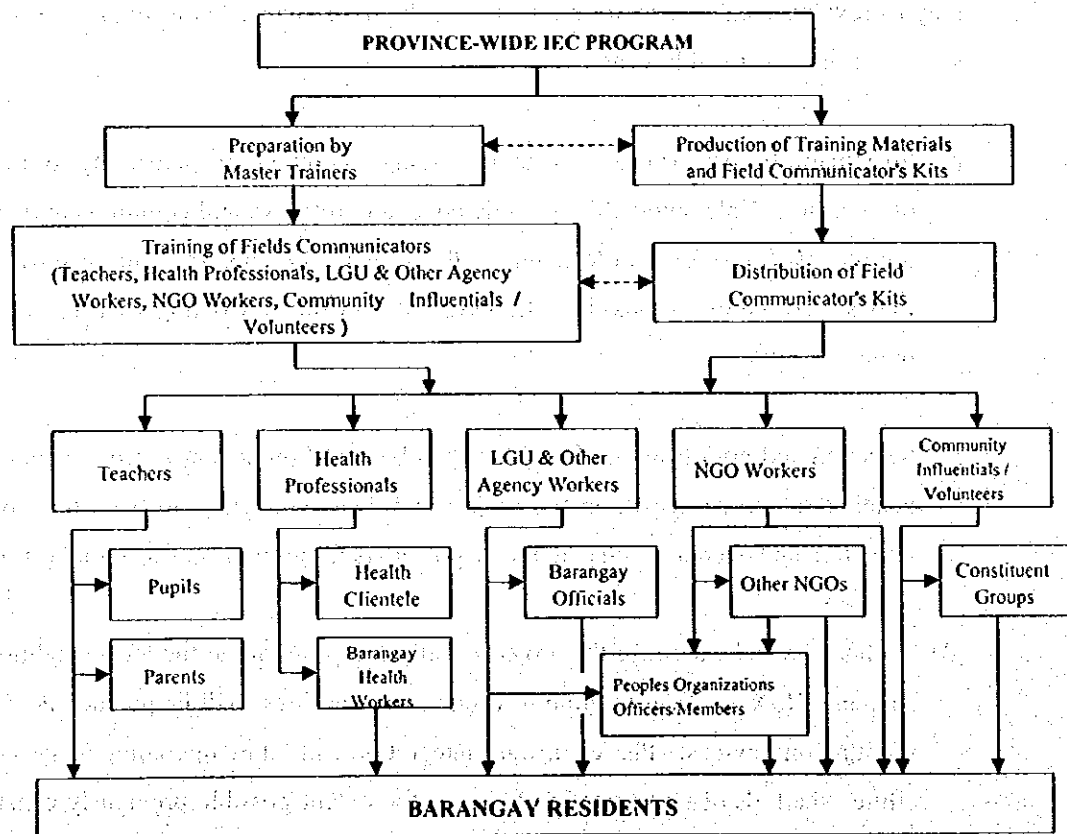 PROVINCE-WIDE IEC PROGRAM
Preparation by
Master Trainers
Production of Training Materials
and Field Communicator's Kits
Training of Fields Communicators
(Teachers, Health Professionals, LGU & Other Agency
Workers, NGO Workers, Community Influentials /
Volunteers )
Distribution of Field
Communicator's Kits
Teachers
Health
Professionals
LGU & Other
Agency Workers
NGO Workers
Community
Influentials /
Volunteers
Pupils
Health
Clientele
Barangay
Officials
Other NGOs
Constituent
Groups
Parents
Barangay
Health
Workers
Peoples Organizations
Officers/Members
BARANGAY RESIDENTS